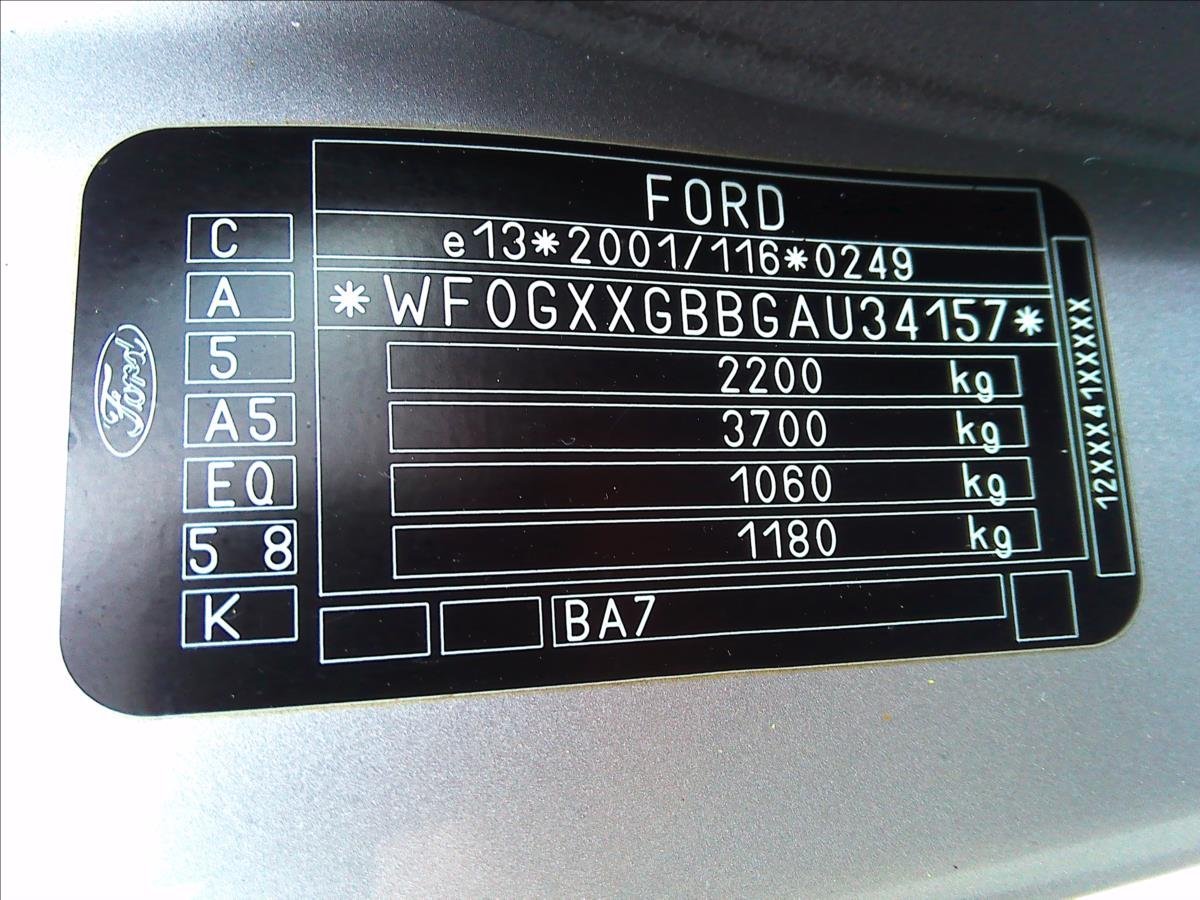 FORD
e13*2001/116*0249
*WF0GXXGBBGAU34157*
2200 kg
3700 kg
1060 kg
1180 kg
BA7
12XXX41XXXXX
C
A
5
A5
EQ
5 8
K
Ford